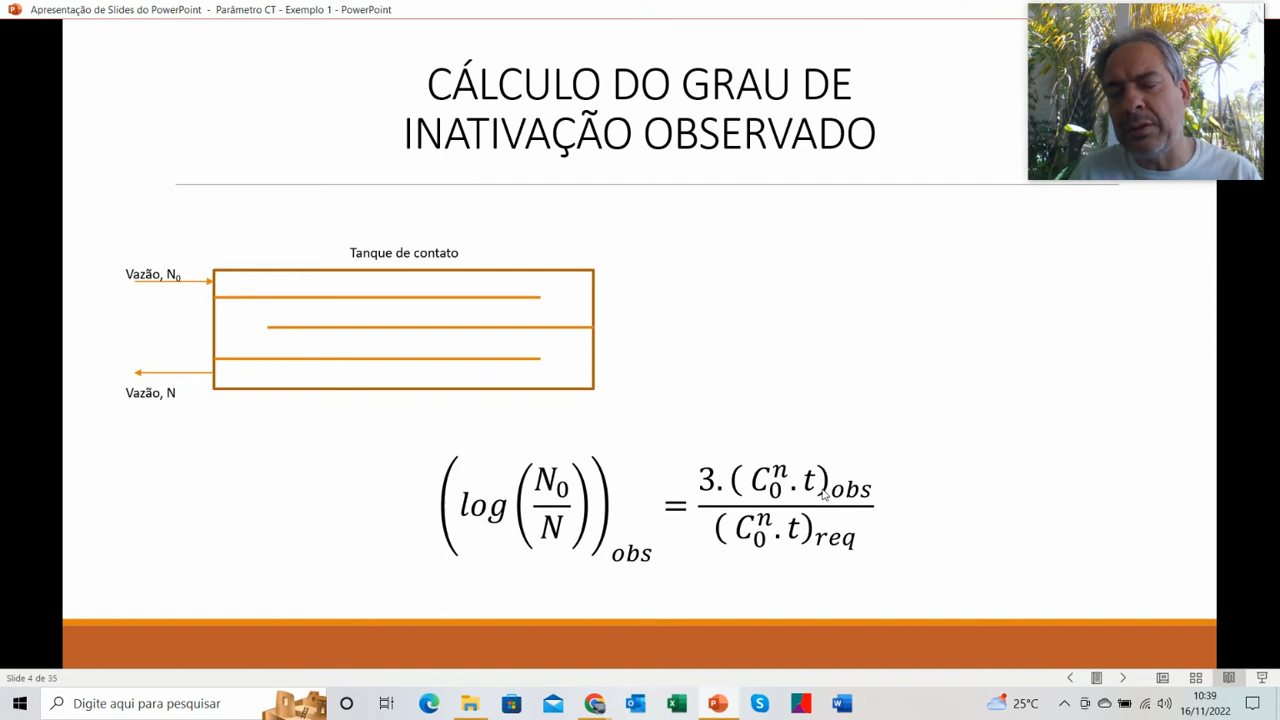 Apresentação de Slides do PowerPoint - Parâmetro CT - Exemplo 1 - PowerPoint
CÁLCULO DO GRAU DE
INATIVAÇÃO OBSERVADO
Tanque de contato
Vazão, N₀
Vazão, N
(log(N₀/N))obs = 3.(C₀ⁿ.t)obs / (C₀ⁿ.t)req
Slide 4 de 35
Digite aqui para pesquisar
25°C
10:39
16/11/2022